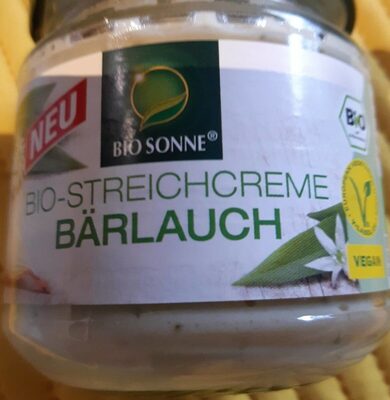 NEU
BIO SONNE®
BIO
BIO-STREICHCREME
BÄRLAUCH
VEGAN